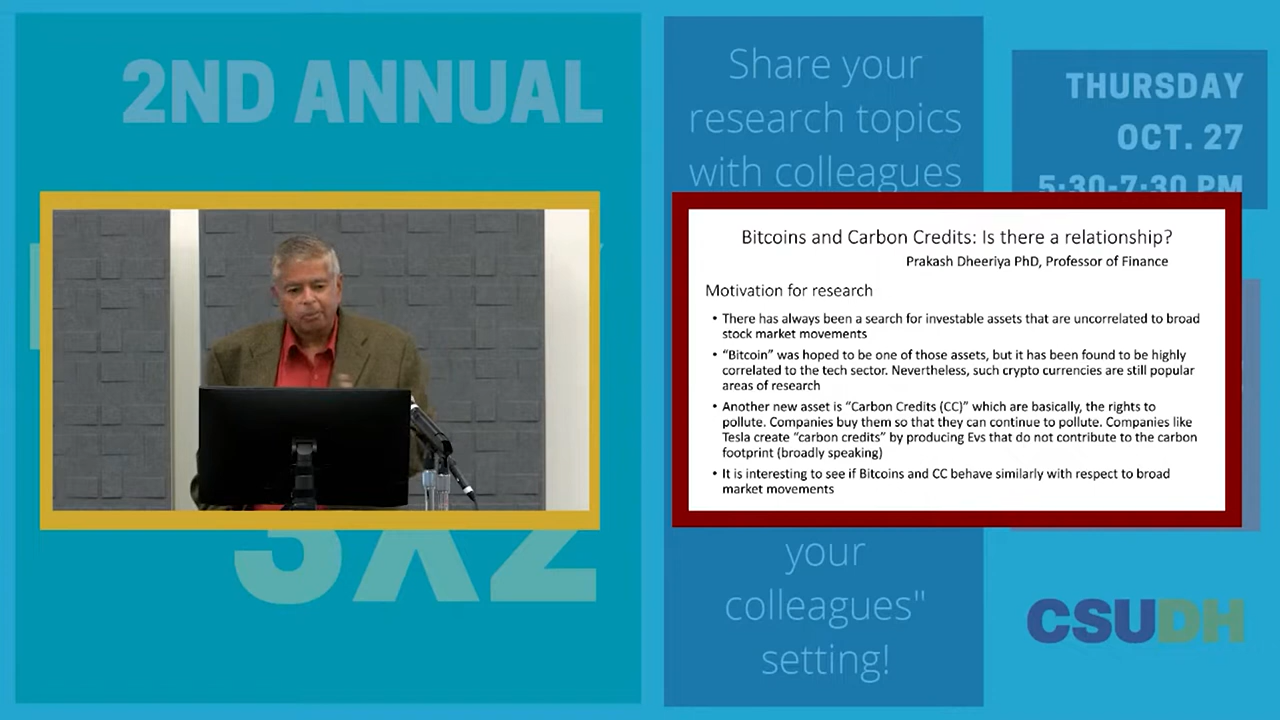 2ND ANNUAL
3X2
Share your
research topics
with colleagues
your
colleagues"
setting!
THURSDAY
OCT. 27
5:30-7:30 PM
Bitcoins and Carbon Credits: Is there a relationship?
Prakash Dheeriya PhD, Professor of Finance
Motivation for research
• There has always been a search for investable assets that are uncorrelated to broad
stock market movements
• “Bitcoin” was hoped to be one of those assets, but it has been found to be highly
correlated to the tech sector. Nevertheless, such crypto currencies are still popular
areas of research
• Another new asset is “Carbon Credits (CC)” which are basically, the rights to
pollute. Companies buy them so that they can continue to pollute. Companies like
Tesla create “carbon credits” by producing Evs that do not contribute to the carbon
footprint (broadly speaking)
• It is interesting to see if Bitcoins and CC behave similarly with respect to broad
market movements
CSUDH